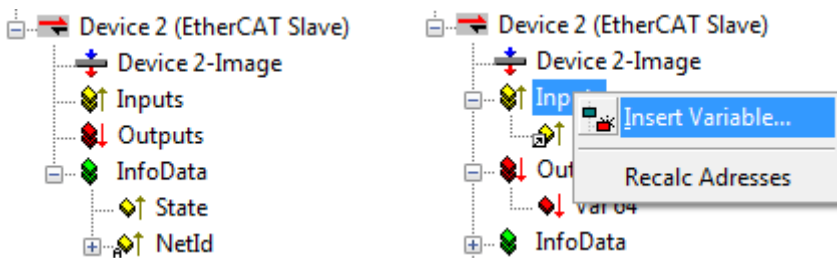 Device 2 (EtherCAT Slave)
Device 2-Image
Inputs
Outputs
InfoData
State
NetId
Device 2 (EtherCAT Slave)
Device 2-Image
Insert Variable...
Recalc Adresses
Var 64
InfoData